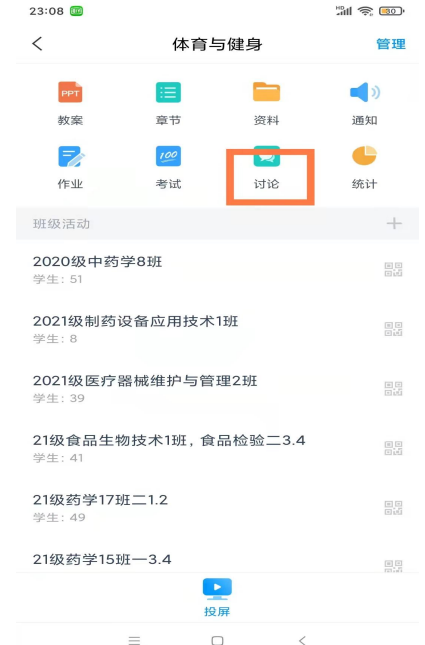 23:08
HD
30
体育与健身
管理
PPT
教案
章节
资料
通知
100
作业
考试
讨论
统计
班级活动
2020级中药学8班
学生: 51
2021级制药设备应用技术1班
学生: 8
2021级医疗器械维护与管理2班
学生: 39
21级食品生物技术1班, 食品检验二3.4
学生: 41
21级药学17班二1.2
学生: 49
21级药学15班一3.4
投屏